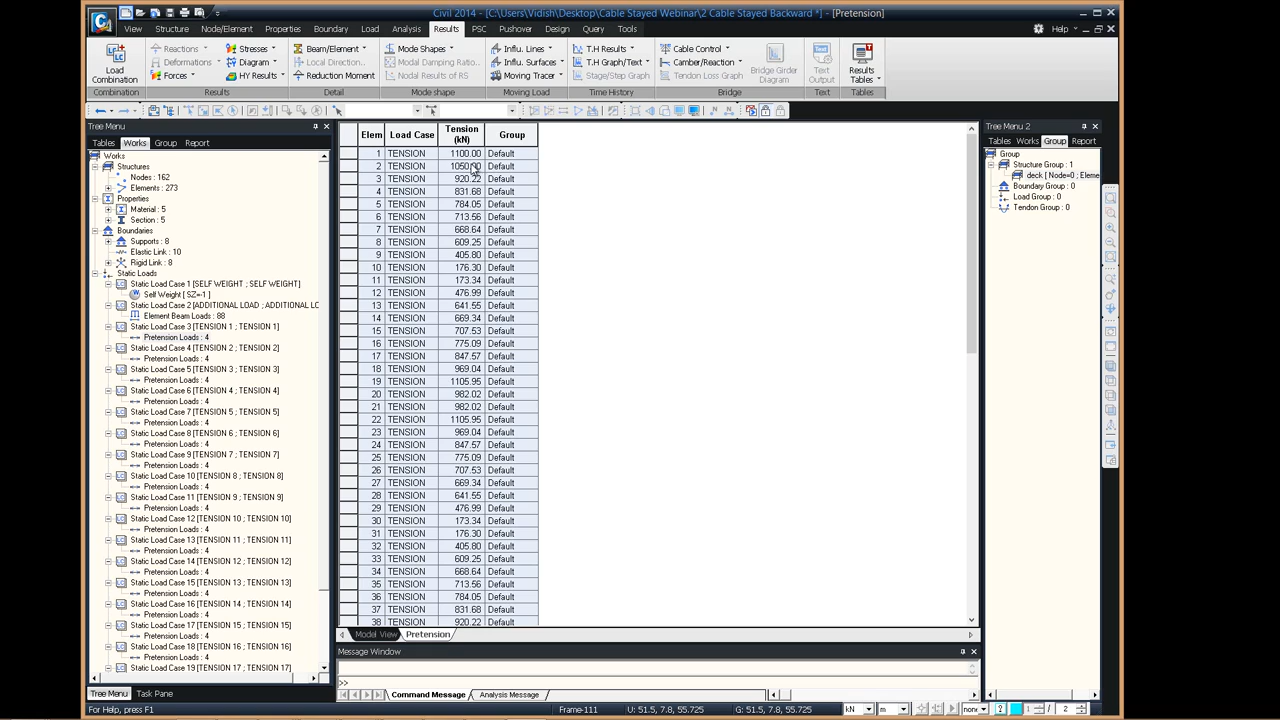 Civil 2014 - [C:\Users\Vidish\Desktop\Cable Stayed Webinar\2 Cable Stayed Backward *] - [Pretension]
View Structure Node/Element Properties Boundary Load Analysis Results PSC Pushover Design Query Tools Help
Load Combination
Reactions
Deformations
Forces
Stresses
Diagram
HY Results
Results
Beam/Element
Local Direction...
Reduction Moment
Detail
Mode Shapes
Modal Damping Ratio...
Nodal Results of RS
Mode shape
Influ. Lines
Influ. Surfaces
Moving Tracer
Moving Load
T.H Results
T.H Graph/Text
Stage/Step Graph
Time History
Cable Control
Camber/Reaction
Tendon Loss Graph
Bridge Girder Diagram
Bridge
Text Output
Text
Results Tables
Tables
Tree Menu
Tables Works Group Report
Works
Structures
Nodes : 162
Elements : 273
Properties
Material : 5
Section : 5
Boundaries
Supports : 8
Elastic Link : 10
Rigid Link : 8
Static Loads
Static Load Case 1 [SELF WEIGHT ; SELF WEIGHT]
Self Weight [ SZ=-1 ]
Static Load Case 2 [ADDITIONAL LOAD ; ADDITIONAL LO
Element Beam Loads : 88
Static Load Case 3 [TENSION 1 ; TENSION 1]
Pretension Loads : 4
Static Load Case 4 [TENSION 2 ; TENSION 2]
Pretension Loads : 4
Static Load Case 5 [TENSION 3 ; TENSION 3]
Pretension Loads : 4
Static Load Case 6 [TENSION 4 ; TENSION 4]
Pretension Loads : 4
Static Load Case 7 [TENSION 5 ; TENSION 5]
Pretension Loads : 4
Static Load Case 8 [TENSION 6 ; TENSION 6]
Pretension Loads : 4
Static Load Case 9 [TENSION 7 ; TENSION 7]
Pretension Loads : 4
Static Load Case 10 [TENSION 8 ; TENSION 8]
Pretension Loads : 4
Static Load Case 11 [TENSION 9 ; TENSION 9]
Pretension Loads : 4
Static Load Case 12 [TENSION 10 ; TENSION 10]
Pretension Loads : 4
Static Load Case 13 [TENSION 11 ; TENSION 11]
Pretension Loads : 4
Static Load Case 14 [TENSION 12 ; TENSION 12]
Pretension Loads : 4
Static Load Case 15 [TENSION 13 ; TENSION 13]
Pretension Loads : 4
Static Load Case 16 [TENSION 14 ; TENSION 14]
Pretension Loads : 4
Static Load Case 17 [TENSION 15 ; TENSION 15]
Pretension Loads : 4
Static Load Case 18 [TENSION 16 ; TENSION 16]
Pretension Loads : 4
Static Load Case 19 [TENSION 17 ; TENSION 17]
Tree Menu Task Pane
Elem Load Case Tension (kN) Group
1 TENSION 1100.00 Default
2 TENSION 1050.00 Default
3 TENSION 920.22 Default
4 TENSION 831.68 Default
5 TENSION 784.05 Default
6 TENSION 713.56 Default
7 TENSION 668.64 Default
8 TENSION 609.25 Default
9 TENSION 405.80 Default
10 TENSION 176.30 Default
11 TENSION 173.34 Default
12 TENSION 476.99 Default
13 TENSION 641.55 Default
14 TENSION 669.34 Default
15 TENSION 707.53 Default
16 TENSION 775.09 Default
17 TENSION 847.57 Default
18 TENSION 969.04 Default
19 TENSION 1105.95 Default
20 TENSION 982.02 Default
21 TENSION 982.02 Default
22 TENSION 1105.95 Default
23 TENSION 969.04 Default
24 TENSION 847.57 Default
25 TENSION 775.09 Default
26 TENSION 707.53 Default
27 TENSION 669.34 Default
28 TENSION 641.55 Default
29 TENSION 476.99 Default
30 TENSION 173.34 Default
31 TENSION 176.30 Default
32 TENSION 405.80 Default
33 TENSION 609.25 Default
34 TENSION 668.64 Default
35 TENSION 713.56 Default
36 TENSION 784.05 Default
37 TENSION 831.68 Default
38 TENSION 920.22 Default
Model View Pretension
Message Window
>>
Command Message Analysis Message
Tree Menu 2
Tables Works Group Report
Group
Structure Group : 1
deck [ Node=0 ; Eleme
Boundary Group : 0
Load Group : 0
Tendon Group : 0
For Help, press F1
Frame-111
U: 51.5, 7.8, 55.725
G: 51.5, 7.8, 55.725
kN
m
none
? 1 / 2